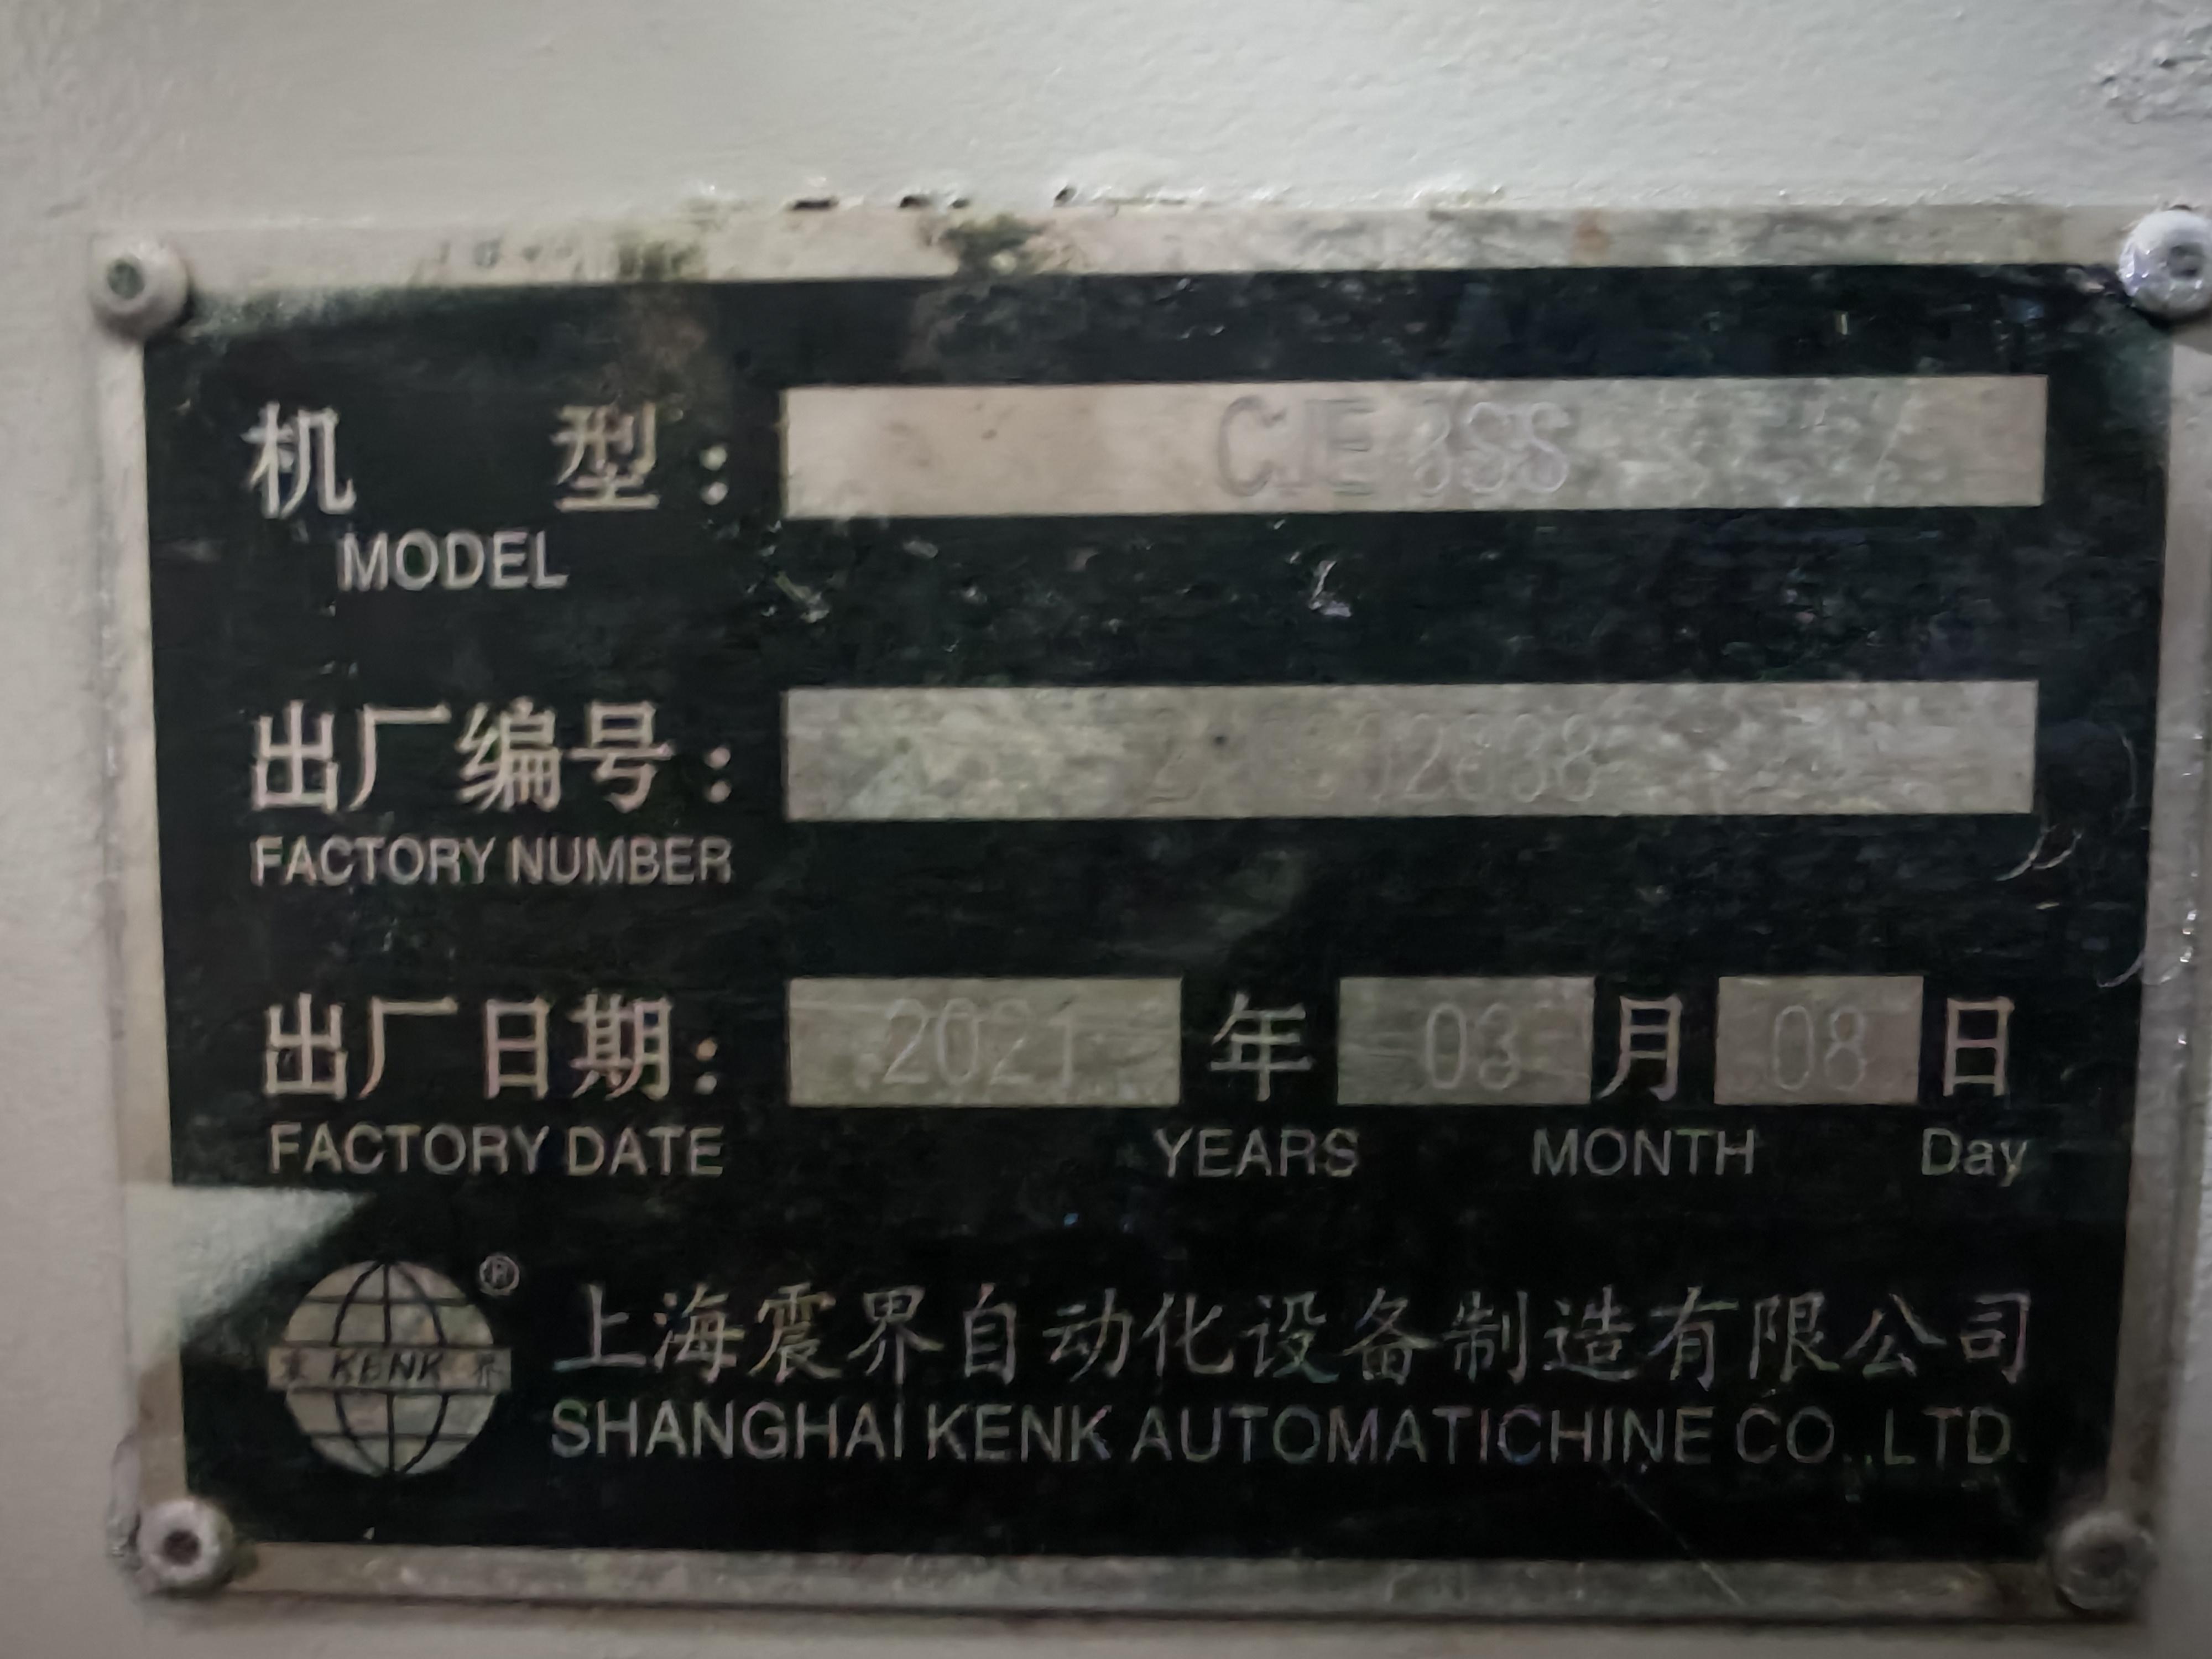 机 型：
MODEL
出厂编号：
FACTORY NUMBER
出厂日期： 2021 年 03 月 08 日
FACTORY DATE YEARS MONTH Day
震 KENK 界 ®
上海震界自动化设备制造有限公司
SHANGHAI KENK AUTOMATICHINE CO.,LTD.